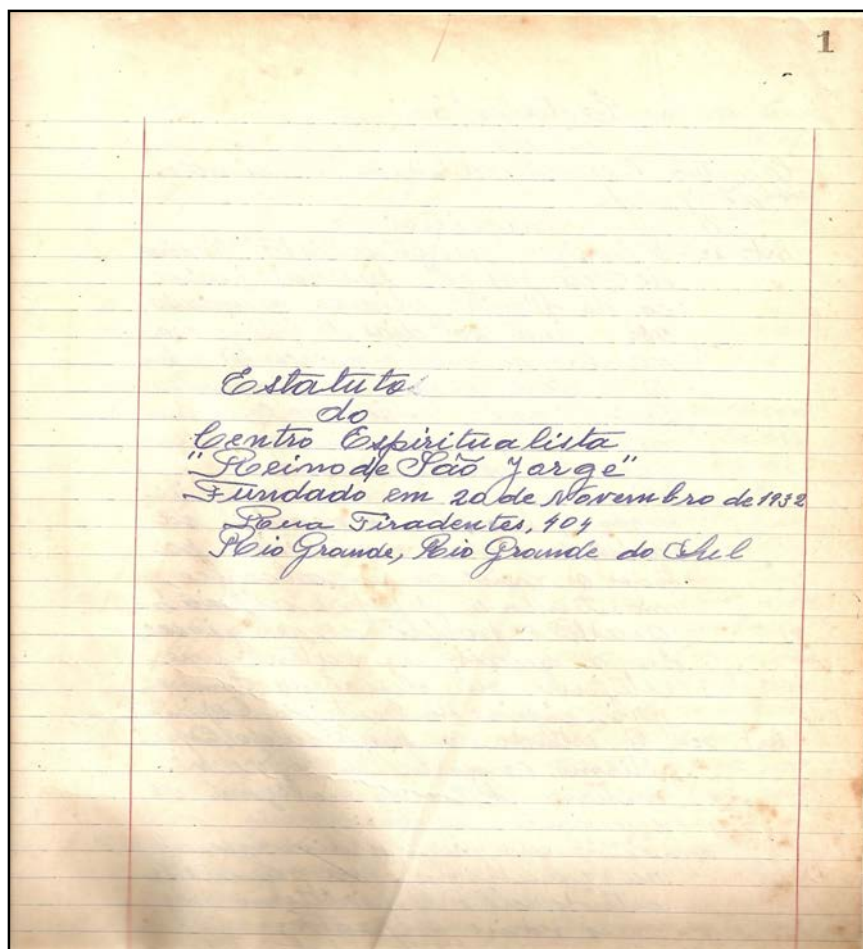 1
Estatuto
do
Centro Espiritualista
"Reino de São Jorge"
Fundado em 20 de Novembro de 1932
Rua Tiradentes, 404
Rio Grande, Rio Grande do Sul